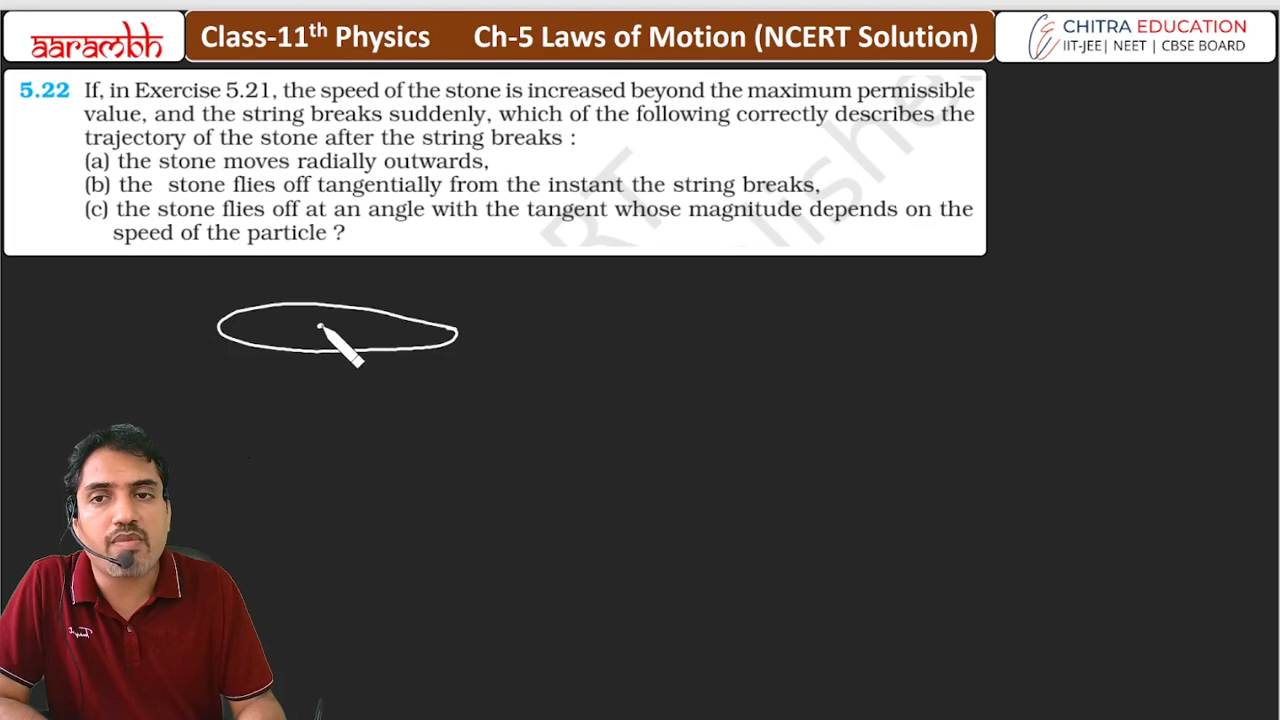 aarambh
Class-11th Physics Ch-5 Laws of Motion (NCERT Solution)
CHITRA EDUCATION
IIT-JEE| NEET | CBSE BOARD
5.22 If, in Exercise 5.21, the speed of the stone is increased beyond the maximum permissible
value, and the string breaks suddenly, which of the following correctly describes the
trajectory of the stone after the string breaks :
(a) the stone moves radially outwards,
(b) the stone flies off tangentially from the instant the string breaks,
(c) the stone flies off at an angle with the tangent whose magnitude depends on the
speed of the particle ?